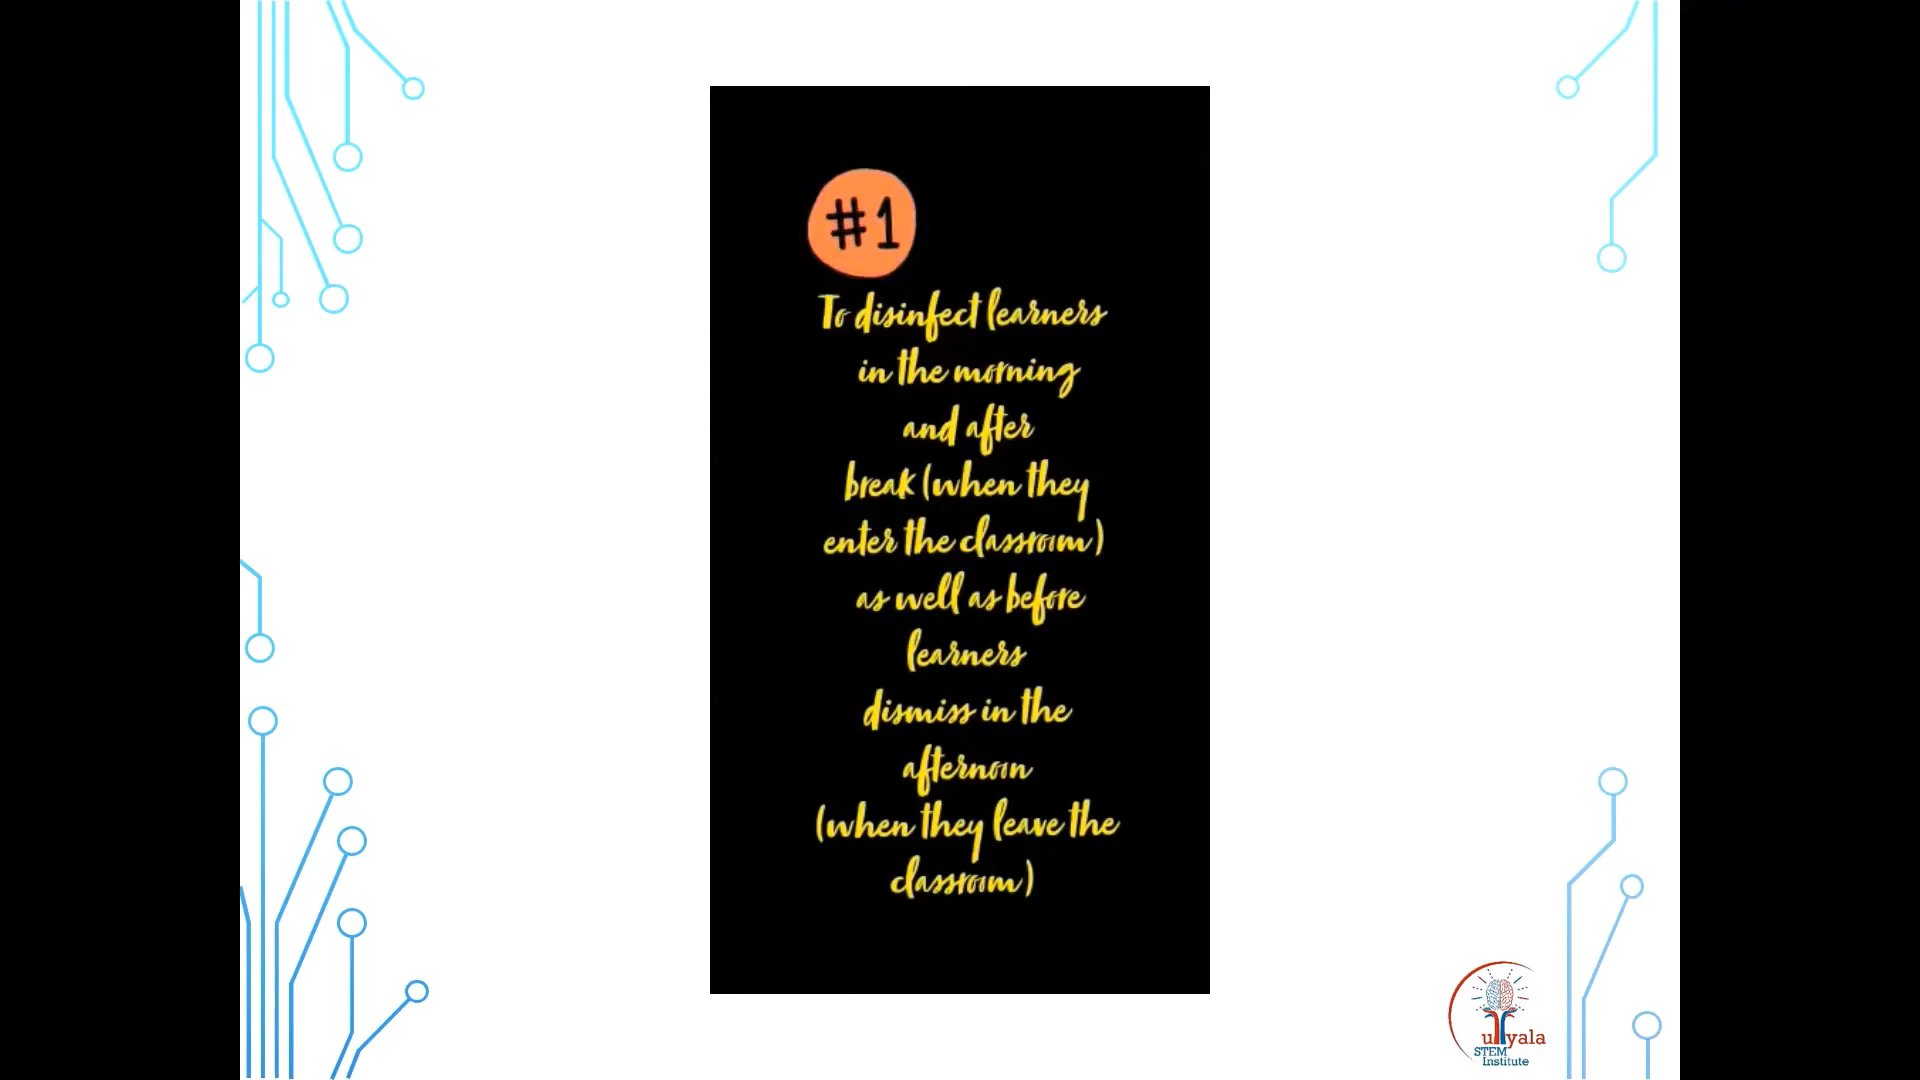 #1
To disinfect learners
in the morning
and after
break (when they
enter the classroom)
as well as before
learners
dismiss in the
afternoon
(when they leave the
classroom)
uTyala
STEM
Institute